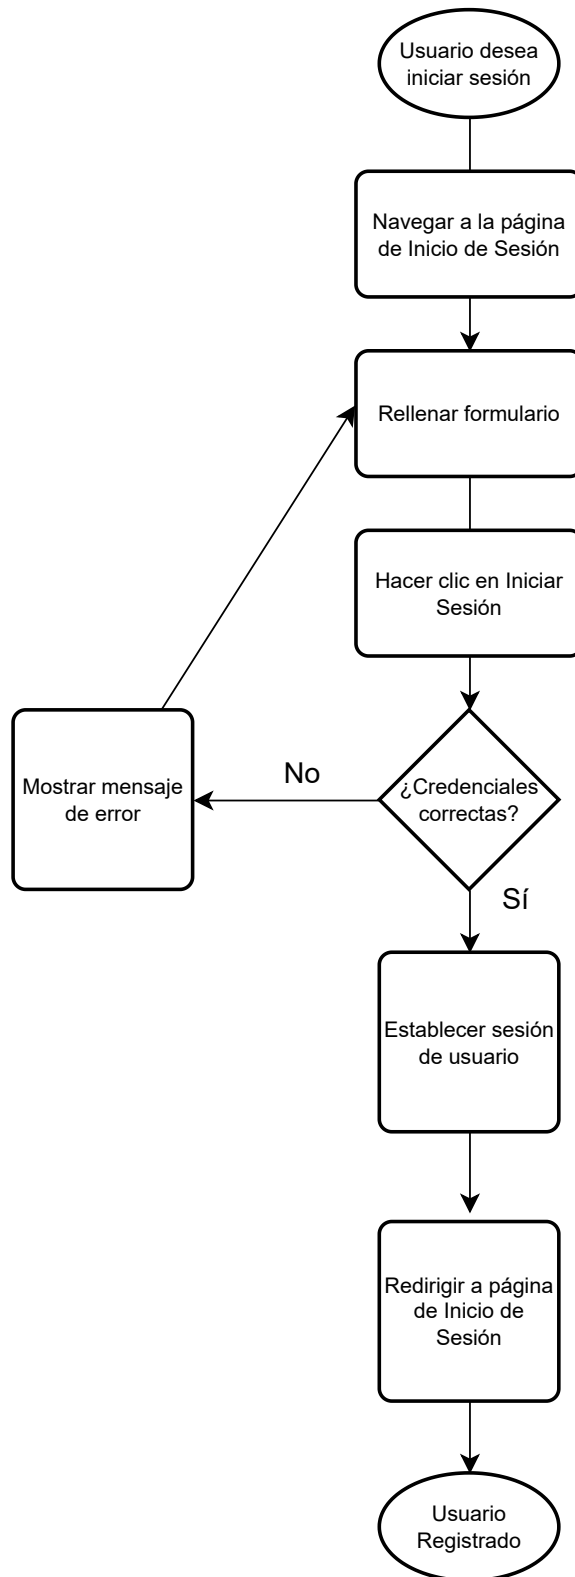 Usuario desea
iniciar sesión
Navegar a la página
de Inicio de Sesión
Rellenar formulario
Hacer clic en Iniciar
Sesión
No
Mostrar mensaje
de error
¿Credenciales
correctas?
Sí
Establecer sesión
de usuario
Redirigir a página
de Inicio de
Sesión
Usuario
Registrado